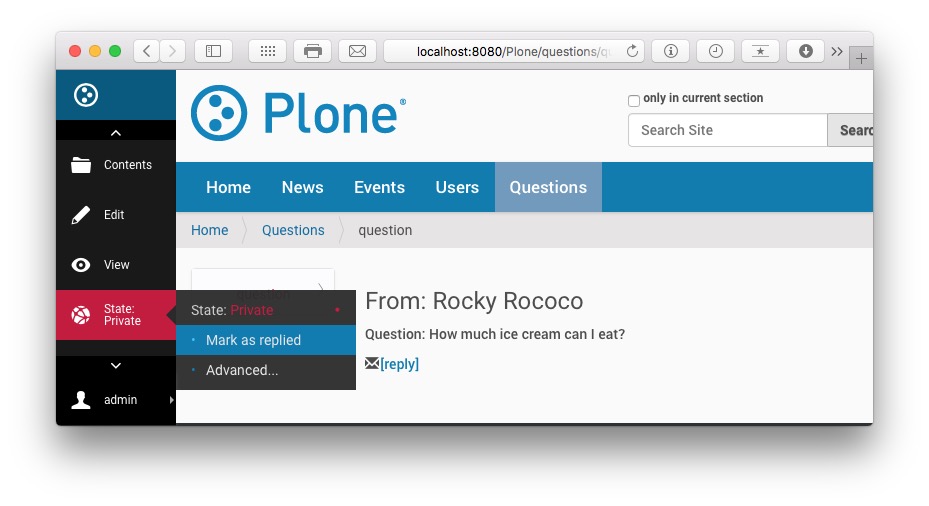 localhost:8080/Plone/questions/q
Plone®
only in current section
Search Site
Searc
Home News Events Users Questions
Home Questions question
Contents
Edit
View
State:
Private
admin
State: Private
Mark as replied
Advanced...
From: Rocky Rococo
Question: How much ice cream can I eat?
[reply]